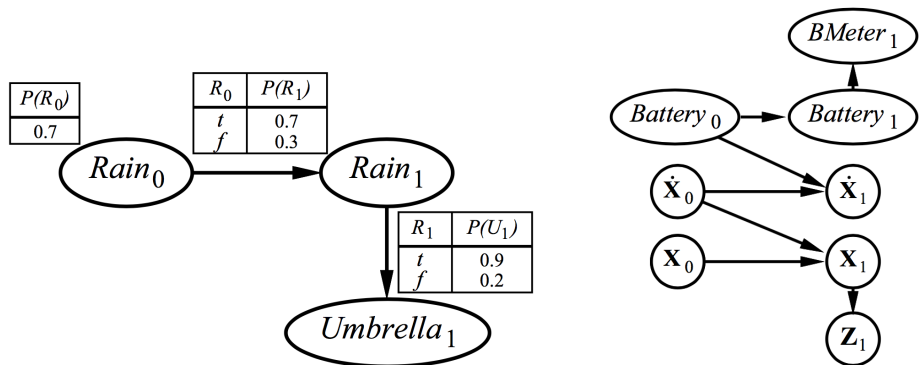 P(R₀)
0.7
R₀ P(R₁)
t 0.7
f 0.3
Rain₀
Rain₁
R₁ P(U₁)
t 0.9
f 0.2
Umbrella₁
BMeter₁
Battery₀
Battery₁
Ẋ₀
Ẋ₁
X₀
X₁
Z₁